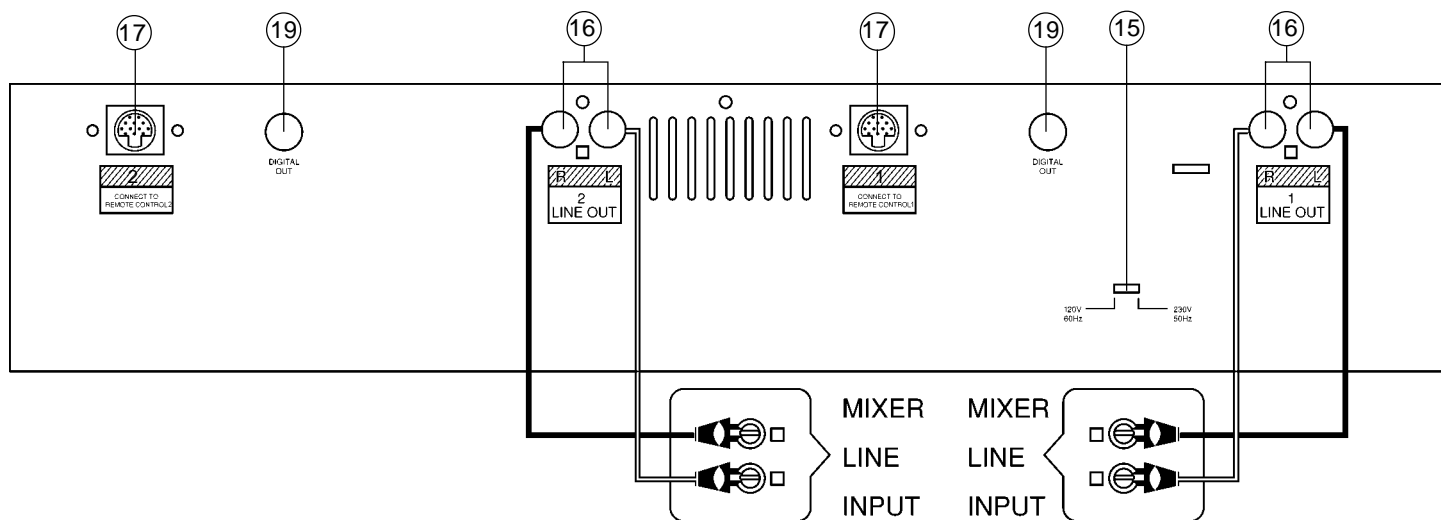 17 19 16 17 19 15 16
DIGITAL
OUT
DIGITAL
OUT
2
CONNECT TO
REMOTE CONTROL2
R L
2
LINE OUT
1
CONNECT TO
REMOTE CONTROL1
R L
1
LINE OUT
120V
60Hz
230V
50Hz
MIXER
LINE
INPUT
MIXER
LINE
INPUT